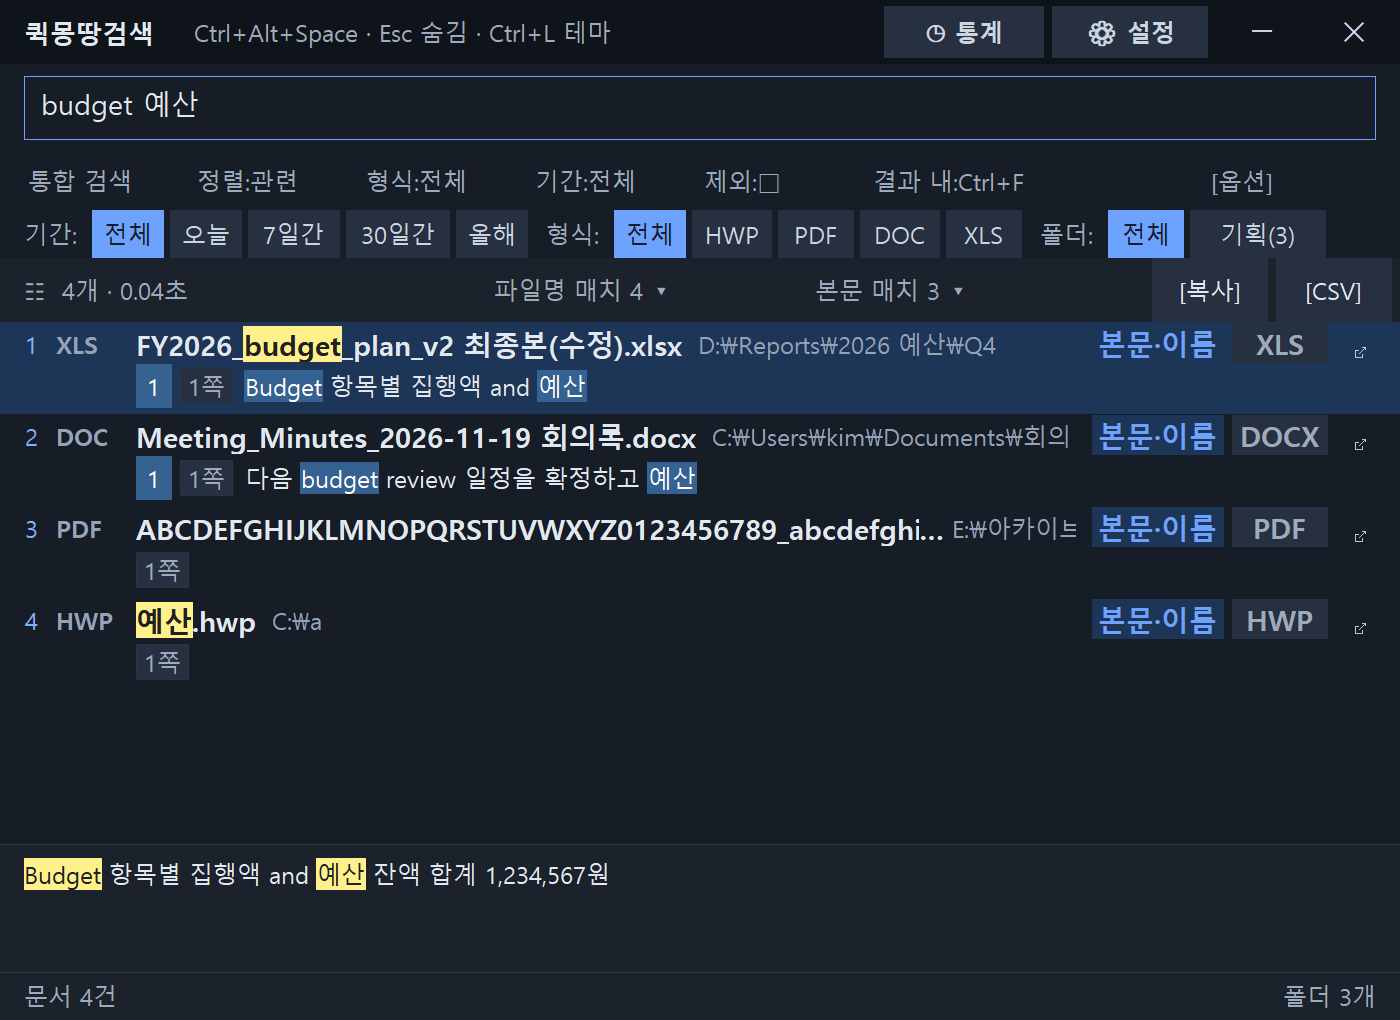 퀵몽땅검색 Ctrl+Alt+Space · Esc 숨김 · Ctrl+L 테마 통계 설정
budget 예산
통합 검색 정렬:관련 형식:전체 기간:전체 제외:□ 결과 내:Ctrl+F [옵션]
기간: 전체 오늘 7일간 30일간 올해 형식: 전체 HWP PDF DOC XLS 폴더: 전체 기획(3)
4개 · 0.04초 파일명 매치 4 ▾ 본문 매치 3 ▾ [복사] [CSV]
1 XLS FY2026_budget_plan_v2 최종본(수정).xlsx D:₩Reports₩2026 예산₩Q4 본문·이름 XLS
1 1쪽 Budget 항목별 집행액 and 예산
2 DOC Meeting_Minutes_2026-11-19 회의록.docx C:₩Users₩kim₩Documents₩회의 본문·이름 DOCX
1 1쪽 다음 budget review 일정을 확정하고 예산
3 PDF ABCDEFGHIJKLMNOPQRSTUVWXYZ0123456789_abcdefghi... E:₩아카이브 본문·이름 PDF
1쪽
4 HWP 예산.hwp C:₩a 본문·이름 HWP
1쪽
Budget 항목별 집행액 and 예산 잔액 합계 1,234,567원
문서 4건 폴더 3개